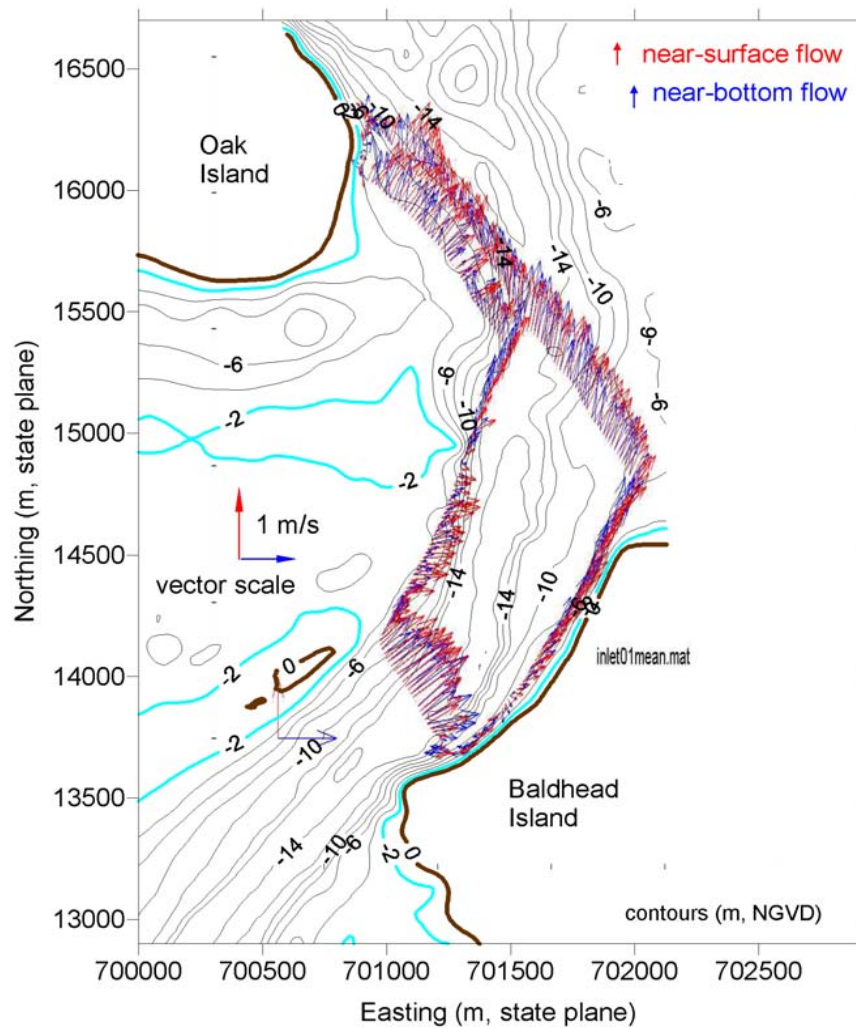 near-surface flow
near-bottom flow
16500
16000
15500
15000
14500
14000
13500
13000
Northing (m, state plane)
Oak
Island
-14
-10
-6
-14
-14
-10
-6
-6
-6
-6
-10
-2
-2
1 m/s
vector scale
-14
-14
-10
-6
0
-2
-2
-10
inlet01mean.mat
Baldhead
Island
-14
-10
-6
-2
0
contours (m, NGVD)
700000 700500 701000 701500 702000 702500
Easting (m, state plane)